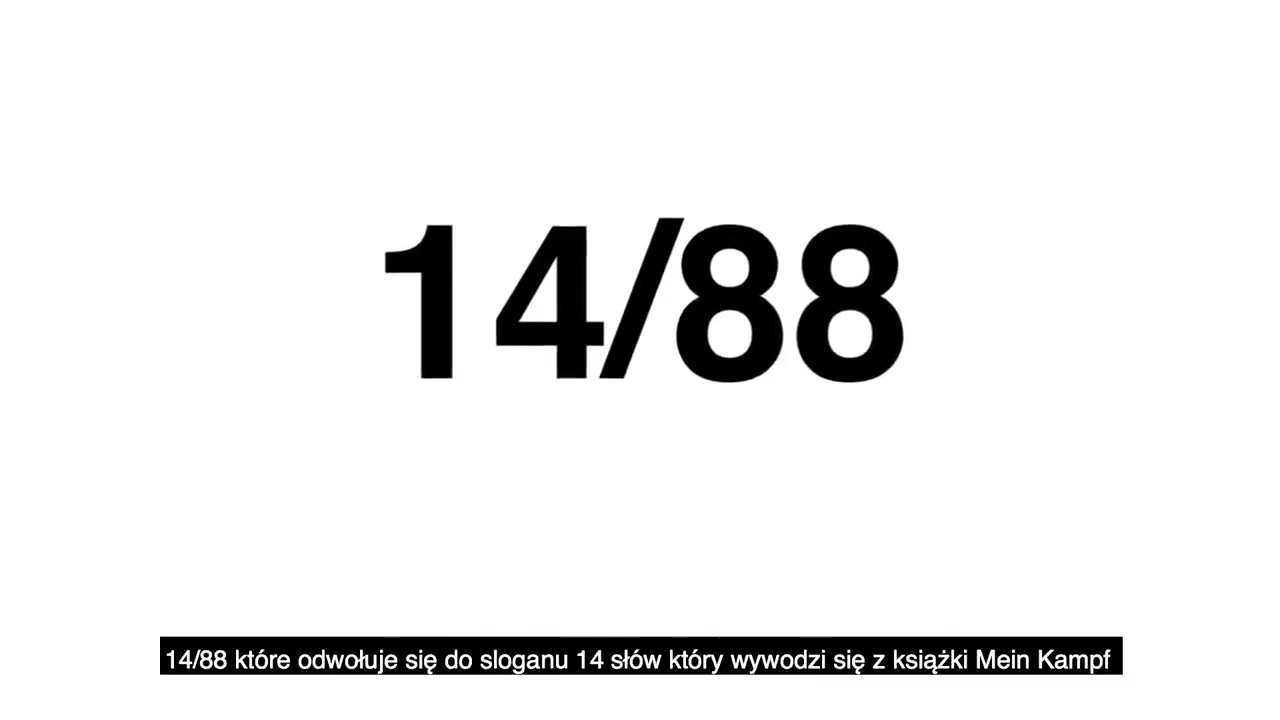 14/88
14/88 które odwołuje się do sloganu 14 słów który wywodzi się z książki Mein Kampf